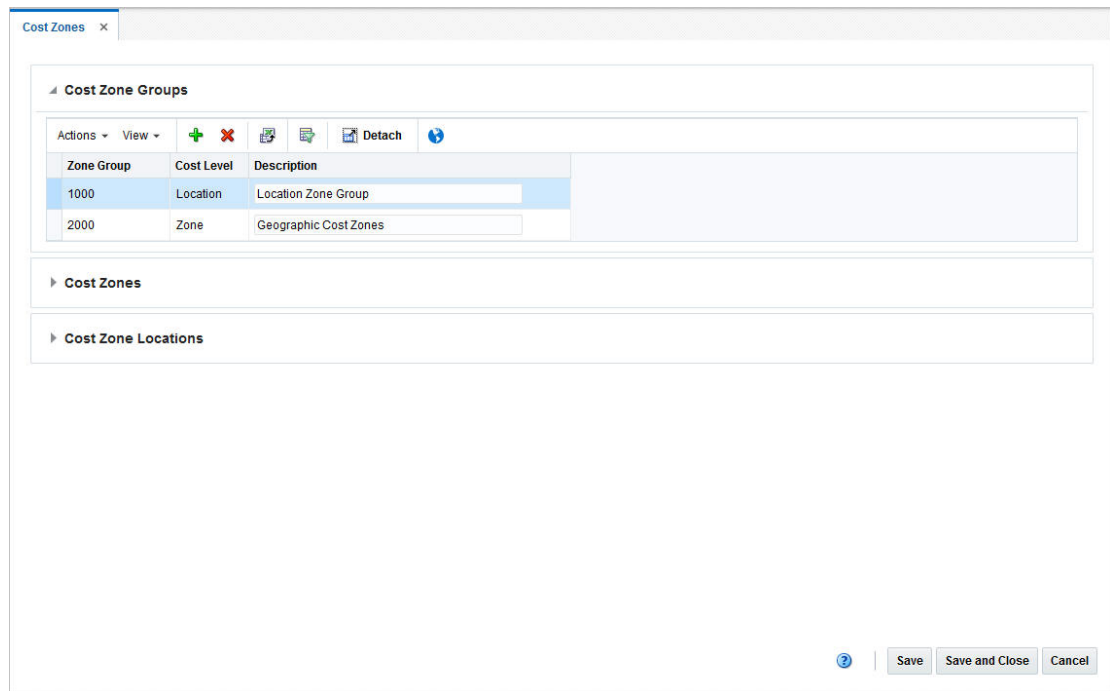 Cost Zones ×
Cost Zone Groups
Actions View Detach
Zone Group Cost Level Description
1000 Location Location Zone Group
2000 Zone Geographic Cost Zones
Cost Zones
Cost Zone Locations
? Save Save and Close Cancel